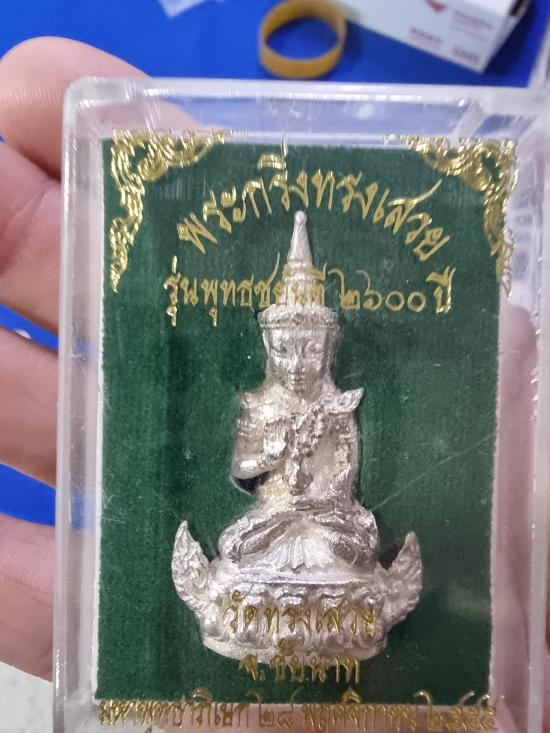 พระกริ่งทรงเสวย
รุ่นพุทธชยันตี ๒๖๐๐ ปี
วัดทรงเสวย
จ.ชัยนาท
มหาพุทธาภิเษก ๒๘ พฤศจิกายน ๒๕๕๔